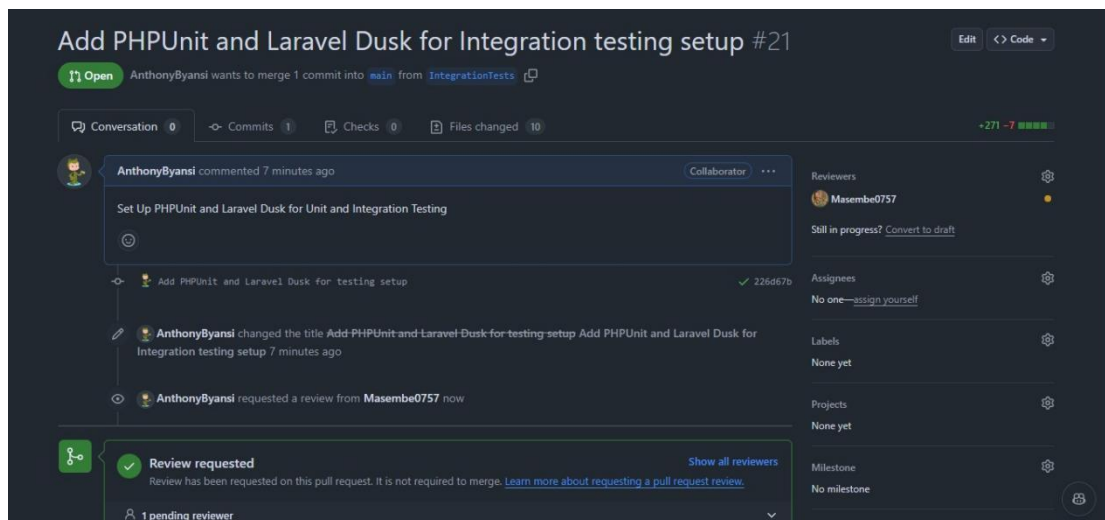 Add PHPUnit and Laravel Dusk for Integration testing setup #21
Edit
Code
Open
AnthonyByansi wants to merge 1 commit into main from IntegrationTests
Conversation 0
Commits 1
Checks 0
Files changed 10
+271 −7
AnthonyByansi commented 7 minutes ago
Collaborator
Set Up PHPUnit and Laravel Dusk for Unit and Integration Testing
Add PHPUnit and Laravel Dusk for testing setup
226d67b
AnthonyByansi changed the title Add PHPUnit and Laravel Dusk for testing setup Add PHPUnit and Laravel Dusk for
Integration testing setup 7 minutes ago
AnthonyByansi requested a review from Masembe0757 now
Review requested
Show all reviewers
Review has been requested on this pull request. It is not required to merge. Learn more about requesting a pull request review.
1 pending reviewer
Reviewers
Masembe0757
Still in progress? Convert to draft
Assignees
No one—assign yourself
Labels
None yet
Projects
None yet
Milestone
No milestone